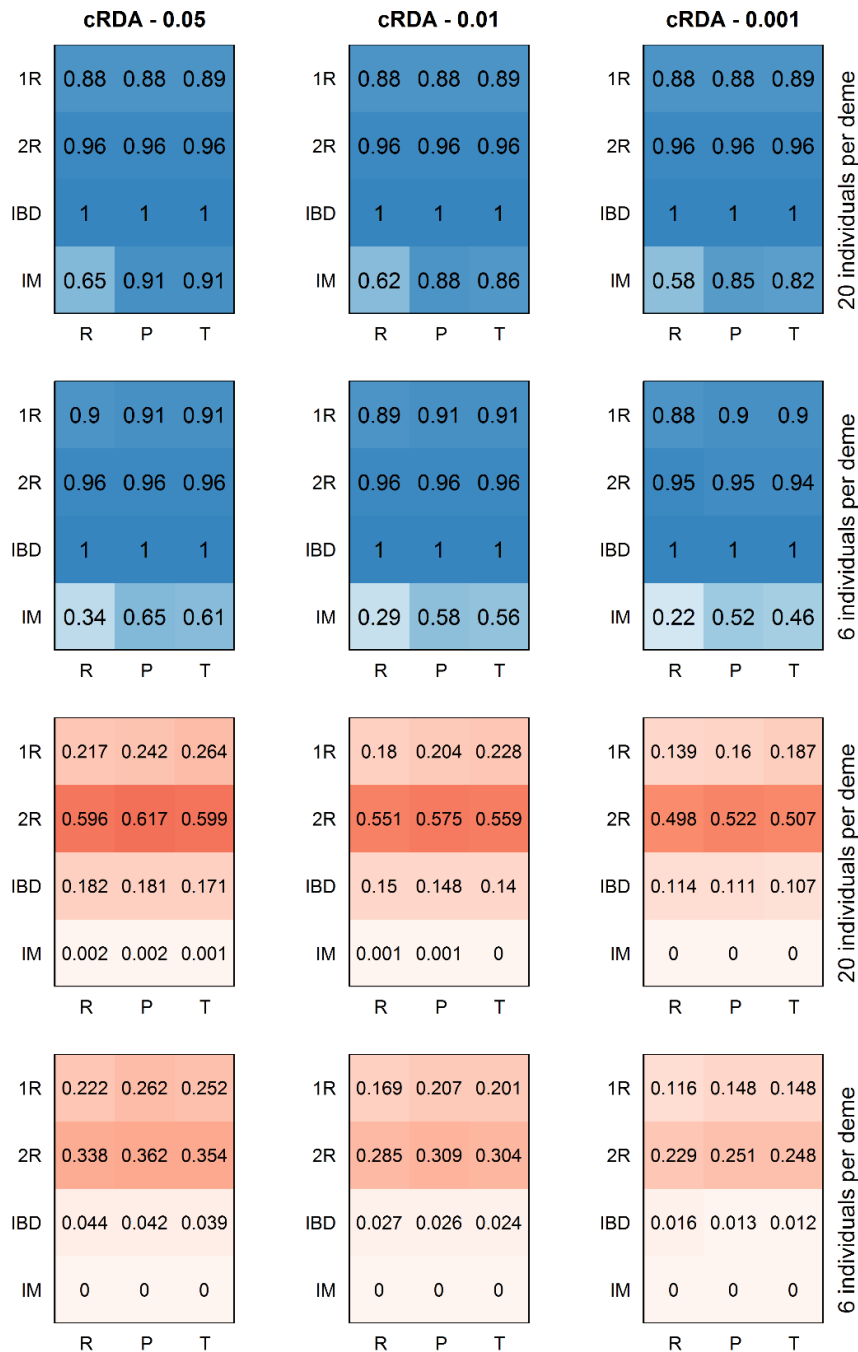 cRDA - 0.05 cRDA - 0.01 cRDA - 0.001
1R 0.88 0.88 0.89 1R 0.88 0.88 0.89 1R 0.88 0.88 0.89
2R 0.96 0.96 0.96 2R 0.96 0.96 0.96 2R 0.96 0.96 0.96
IBD 1 1 1 IBD 1 1 1 IBD 1 1 1
IM 0.65 0.91 0.91 IM 0.62 0.88 0.86 IM 0.58 0.85 0.82
R P T R P T R P T
20 individuals per deme
1R 0.9 0.91 0.91 1R 0.89 0.91 0.91 1R 0.88 0.9 0.9
2R 0.96 0.96 0.96 2R 0.96 0.96 0.96 2R 0.95 0.95 0.94
IBD 1 1 1 IBD 1 1 1 IBD 1 1 1
IM 0.34 0.65 0.61 IM 0.29 0.58 0.56 IM 0.22 0.52 0.46
R P T R P T R P T
6 individuals per deme
1R 0.217 0.242 0.264 1R 0.18 0.204 0.228 1R 0.139 0.16 0.187
2R 0.596 0.617 0.599 2R 0.551 0.575 0.559 2R 0.498 0.522 0.507
IBD 0.182 0.181 0.171 IBD 0.15 0.148 0.14 IBD 0.114 0.111 0.107
IM 0.002 0.002 0.001 IM 0.001 0.001 0 IM 0 0 0
R P T R P T R P T
20 individuals per deme
1R 0.222 0.262 0.252 1R 0.169 0.207 0.201 1R 0.116 0.148 0.148
2R 0.338 0.362 0.354 2R 0.285 0.309 0.304 2R 0.229 0.251 0.248
IBD 0.044 0.042 0.039 IBD 0.027 0.026 0.024 IBD 0.016 0.013 0.012
IM 0 0 0 IM 0 0 0 IM 0 0 0
R P T R P T R P T
6 individuals per deme